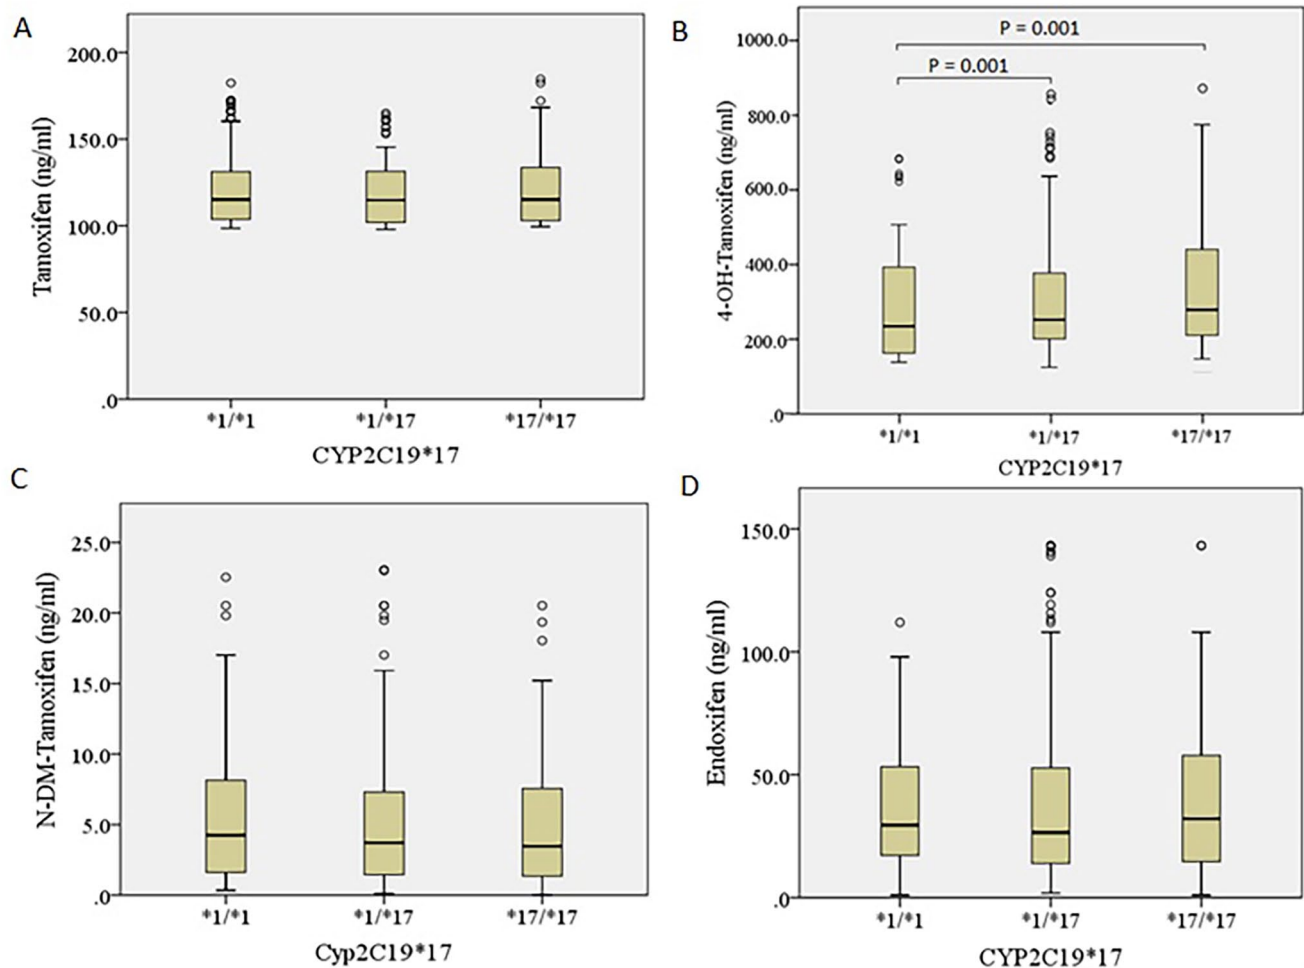 A
Tamoxifen (ng/ml)
200.0
150.0
100.0
50.0
.0
*1/*1 *1/*17 *17/*17
CYP2C19*17
B
4-OH-Tamoxifen (ng/ml)
1000.0
800.0
600.0
400.0
200.0
.0
P = 0.001
P = 0.001
*1/*1 *1/*17 *17/*17
CYP2C19*17
C
N-DM-Tamoxifen (ng/ml)
25.0
20.0
15.0
10.0
5.0
.0
*1/*1 *1/*17 *17/*17
Cyp2C19*17
D
Endoxifen (ng/ml)
150.0
100.0
50.0
.0
*1/*1 *1/*17 *17/*17
CYP2C19*17